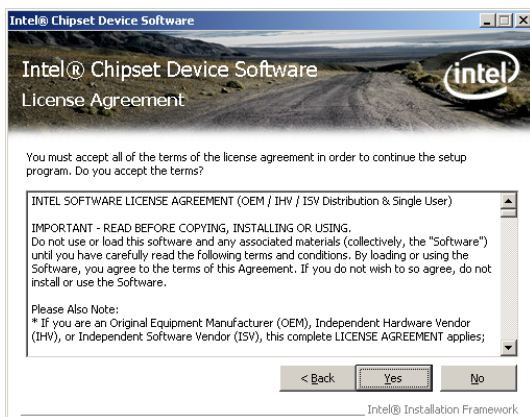 Intel® Chipset Device Software
Intel® Chipset Device Software
intel
License Agreement
You must accept all of the terms of the license agreement in order to continue the setup
program. Do you accept the terms?
INTEL SOFTWARE LICENSE AGREEMENT (OEM / IHV / ISV Distribution & Single User)
IMPORTANT - READ BEFORE COPYING, INSTALLING OR USING.
Do not use or load this software and any associated materials (collectively, the "Software")
until you have carefully read the following terms and conditions. By loading or using the
Software, you agree to the terms of this Agreement. If you do not wish to so agree, do not
install or use the Software.
Please Also Note:
* If you are an Original Equipment Manufacturer (OEM), Independent Hardware Vendor
(IHV), or Independent Software Vendor (ISV), this complete LICENSE AGREEMENT applies;
< Back Yes No
Intel® Installation Framework